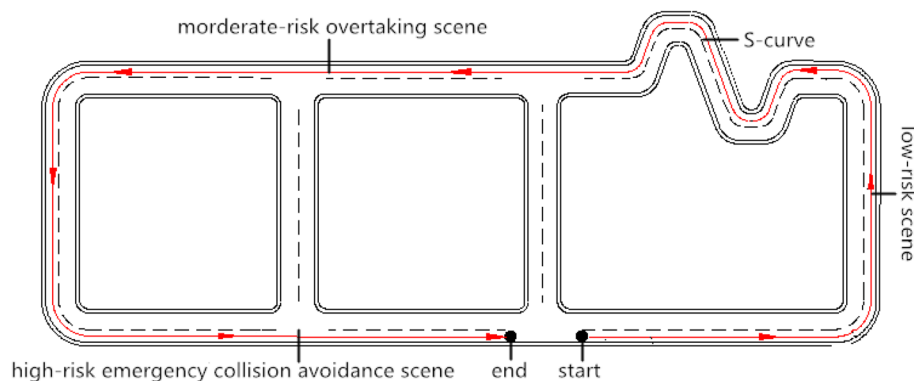 morderate-risk overtaking scene
S-curve
low-risk scene
high-risk emergency collision avoidance scene
end
start